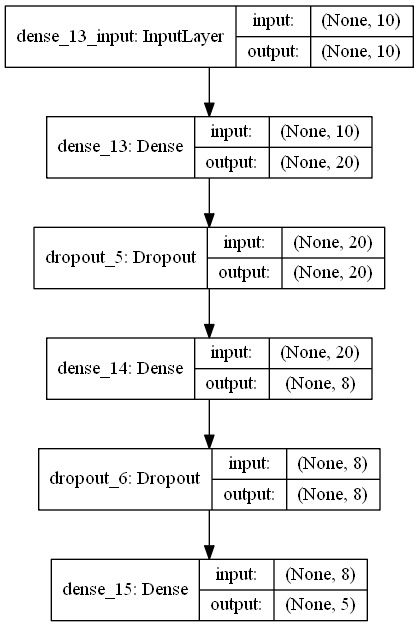 dense_13_input: InputLayer
input: (None, 10)
output: (None, 10)
dense_13: Dense
input: (None, 10)
output: (None, 20)
dropout_5: Dropout
input: (None, 20)
output: (None, 20)
dense_14: Dense
input: (None, 20)
output: (None, 8)
dropout_6: Dropout
input: (None, 8)
output: (None, 8)
dense_15: Dense
input: (None, 8)
output: (None, 5)